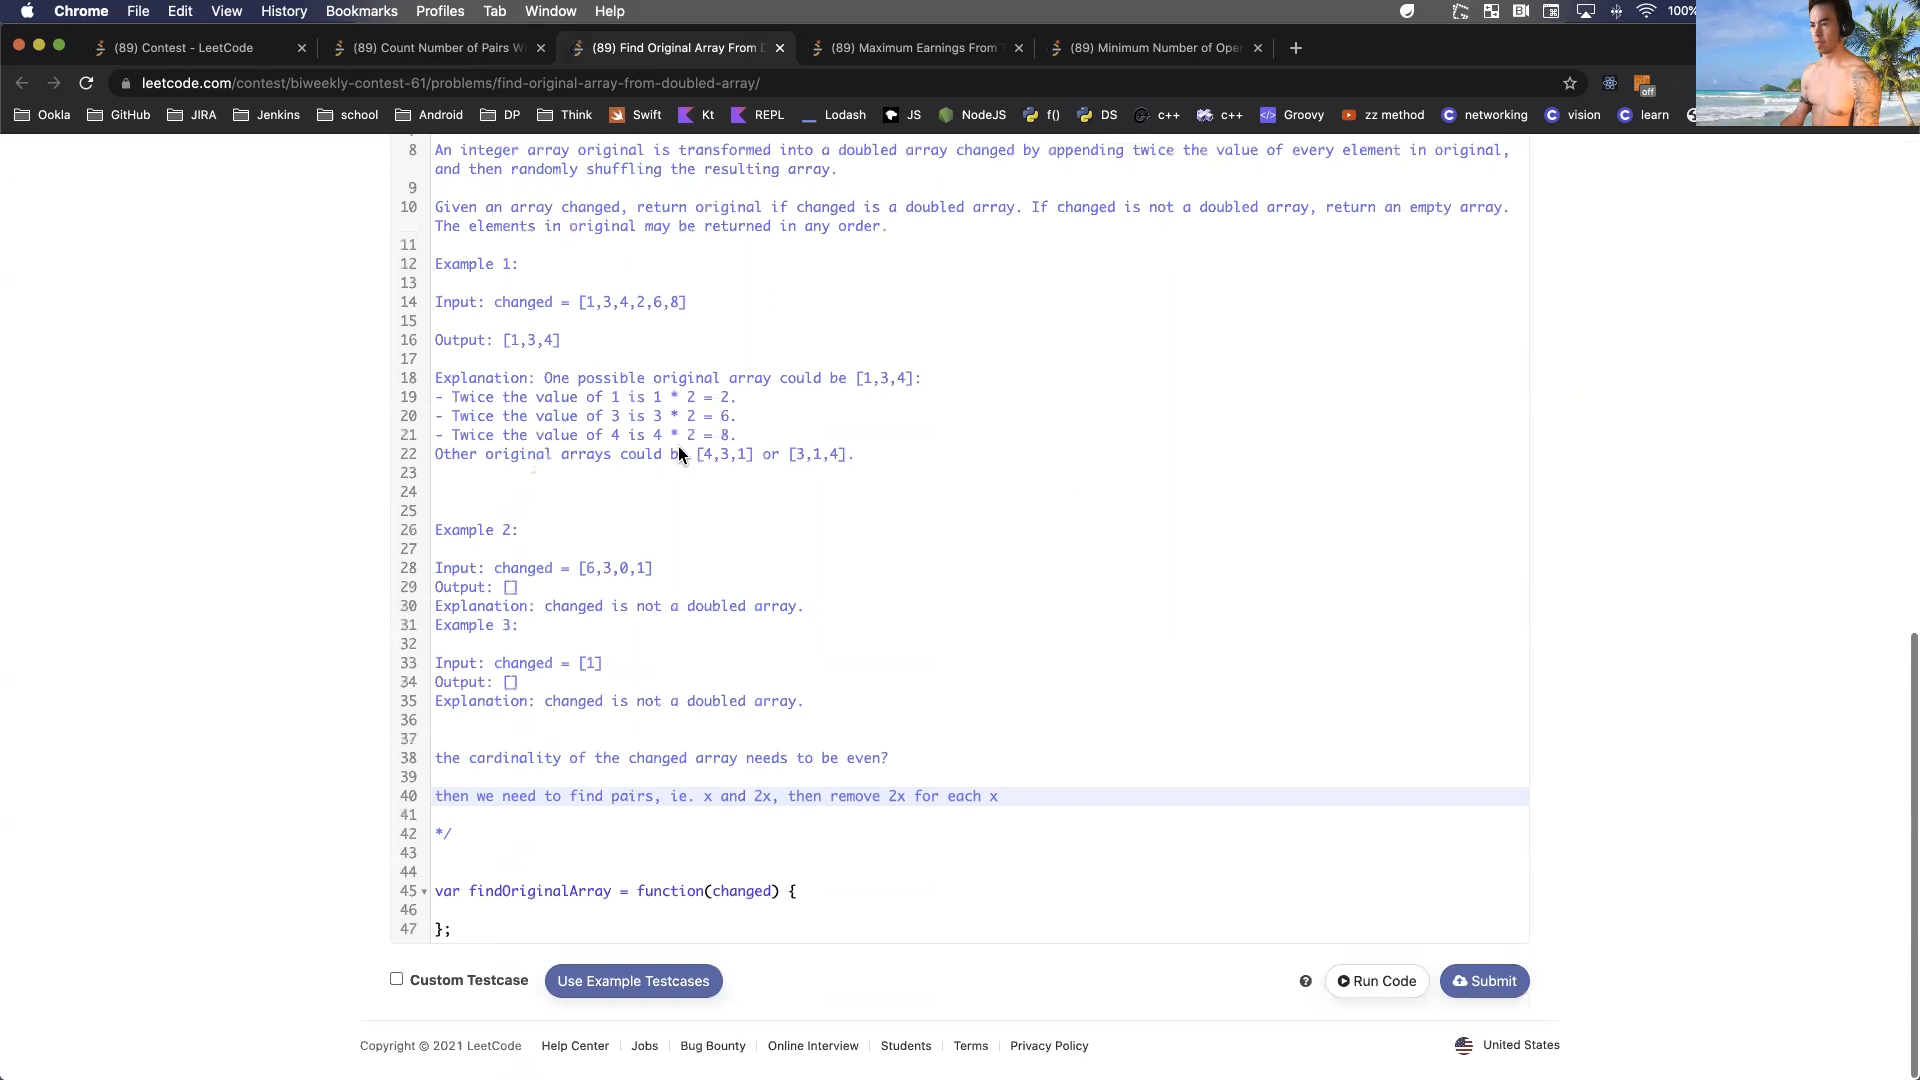 Chrome File Edit View History Bookmarks Profiles Tab Window Help 100%
(89) Contest - LeetCode (89) Count Number of Pairs W (89) Find Original Array From D (89) Maximum Earnings From T (89) Minimum Number of Oper
leetcode.com/contest/biweekly-contest-61/problems/find-original-array-from-doubled-array/ off
Ookla GitHub JIRA Jenkins school Android DP Think Swift Kt REPL Lodash JS NodeJS f() DS c++ c++ Groovy zz method networking vision learn
8 An integer array original is transformed into a doubled array changed by appending twice the value of every element in original,
and then randomly shuffling the resulting array.
9
10 Given an array changed, return original if changed is a doubled array. If changed is not a doubled array, return an empty array.
The elements in original may be returned in any order.
11
12 Example 1:
13
14 Input: changed = [1,3,4,2,6,8]
15
16 Output: [1,3,4]
17
18 Explanation: One possible original array could be [1,3,4]:
19 - Twice the value of 1 is 1 * 2 = 2.
20 - Twice the value of 3 is 3 * 2 = 6.
21 - Twice the value of 4 is 4 * 2 = 8.
22 Other original arrays could be [4,3,1] or [3,1,4].
23
24
25
26 Example 2:
27
28 Input: changed = [6,3,0,1]
29 Output: []
30 Explanation: changed is not a doubled array.
31 Example 3:
32
33 Input: changed = [1]
34 Output: []
35 Explanation: changed is not a doubled array.
36
37
38 the cardinality of the changed array needs to be even?
39
40 then we need to find pairs, ie. x and 2x, then remove 2x for each x
41
42 */
43
44
45 var findOriginalArray = function(changed) {
46
47 };
Custom Testcase Use Example Testcases Run Code Submit
Copyright © 2021 LeetCode Help Center Jobs Bug Bounty Online Interview Students Terms Privacy Policy United States